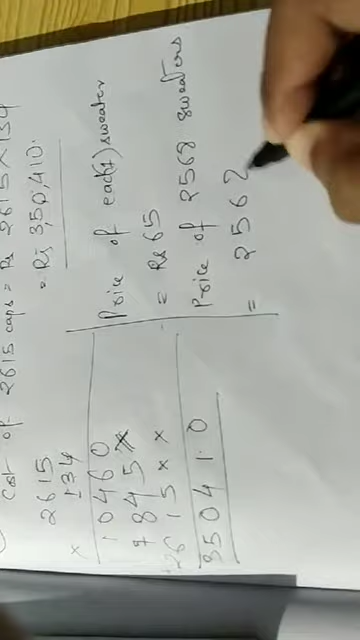 Cost of 2615 caps = Rs 2615 × 134
= Rs 350,410.
2615
× 134
10460
7845×
2615××
350410
Price of each(1) sweater
= Rs 65
Price of 2568 sweaters
= 2562